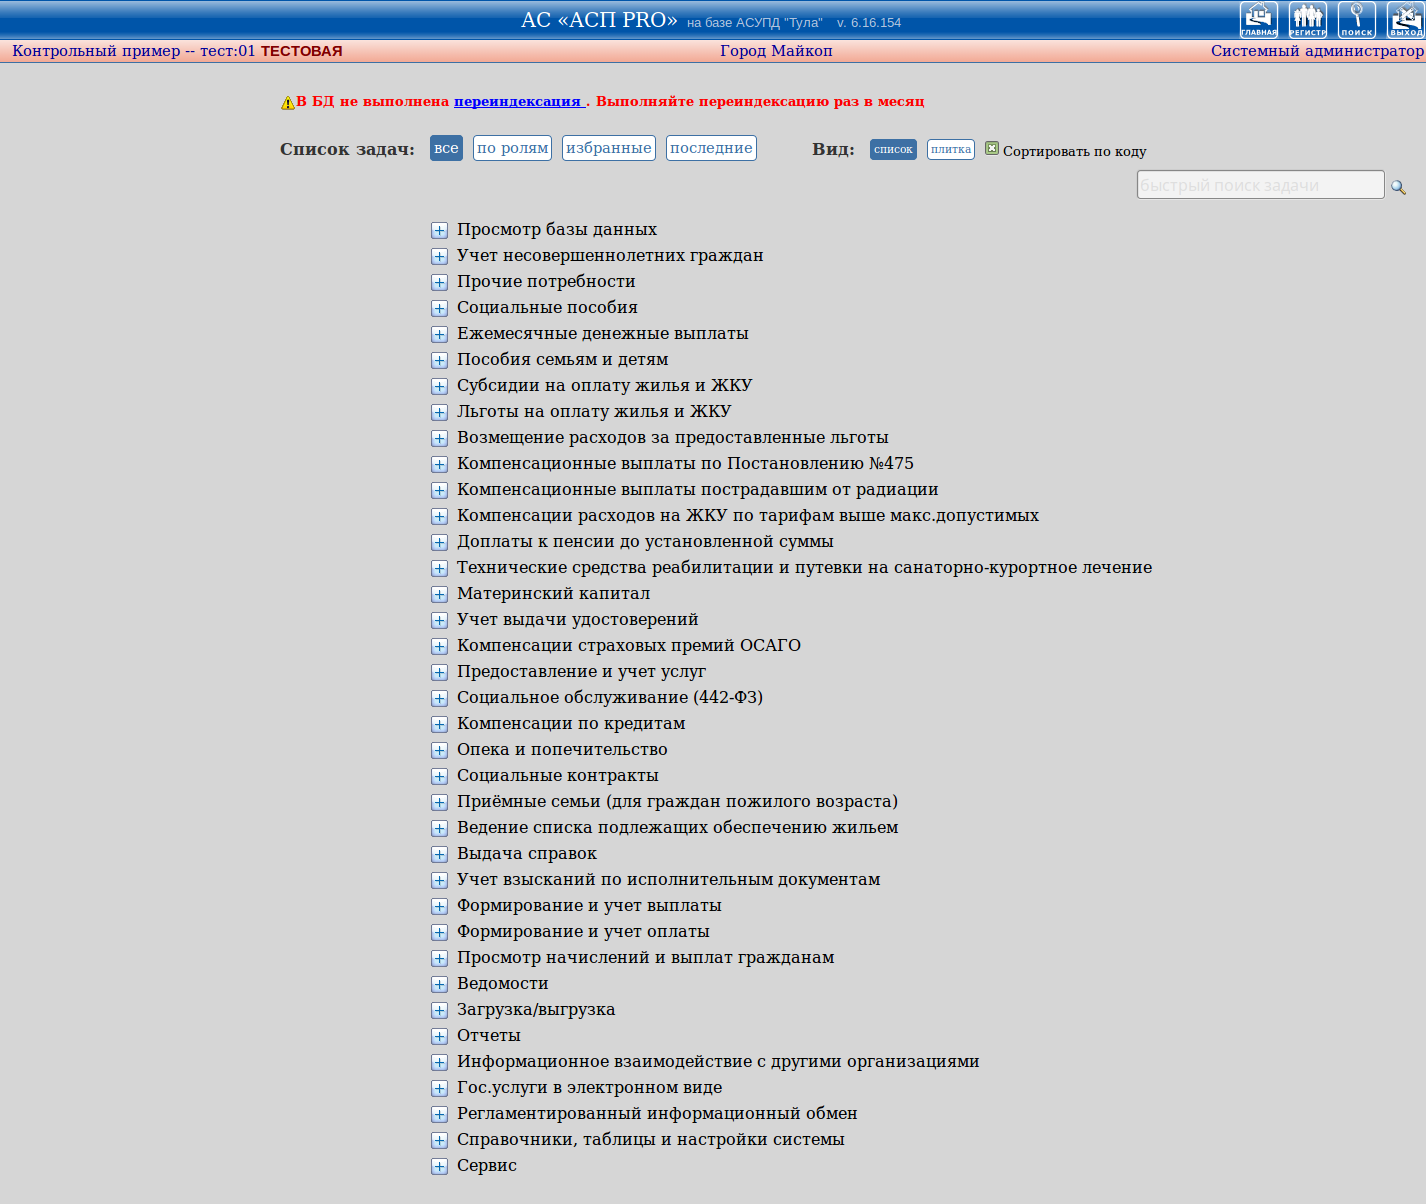 АС «АСП PRO» на базе АСУПД "Тула" v. 6.16.154
ГЛАВНАЯ РЕГИСТР ПОИСК ВЫХОД
Контрольный пример -- тест:01 ТЕСТОВАЯ Город Майкоп Системный администратор
В БД не выполнена переиндексация . Выполняйте переиндексацию раз в месяц
Список задач: все по ролям избранные последние Вид: список плитка Сортировать по коду
быстрый поиск задачи
Просмотр базы данных
Учет несовершеннолетних граждан
Прочие потребности
Социальные пособия
Ежемесячные денежные выплаты
Пособия семьям и детям
Субсидии на оплату жилья и ЖКУ
Льготы на оплату жилья и ЖКУ
Возмещение расходов за предоставленные льготы
Компенсационные выплаты по Постановлению №475
Компенсационные выплаты пострадавшим от радиации
Компенсации расходов на ЖКУ по тарифам выше макс.допустимых
Доплаты к пенсии до установленной суммы
Технические средства реабилитации и путевки на санаторно-курортное лечение
Материнский капитал
Учет выдачи удостоверений
Компенсации страховых премий ОСАГО
Предоставление и учет услуг
Социальное обслуживание (442-ФЗ)
Компенсации по кредитам
Опека и попечительство
Социальные контракты
Приёмные семьи (для граждан пожилого возраста)
Ведение списка подлежащих обеспечению жильем
Выдача справок
Учет взысканий по исполнительным документам
Формирование и учет выплаты
Формирование и учет оплаты
Просмотр начислений и выплат гражданам
Ведомости
Загрузка/выгрузка
Отчеты
Информационное взаимодействие с другими организациями
Гос.услуги в электронном виде
Регламентированный информационный обмен
Справочники, таблицы и настройки системы
Сервис